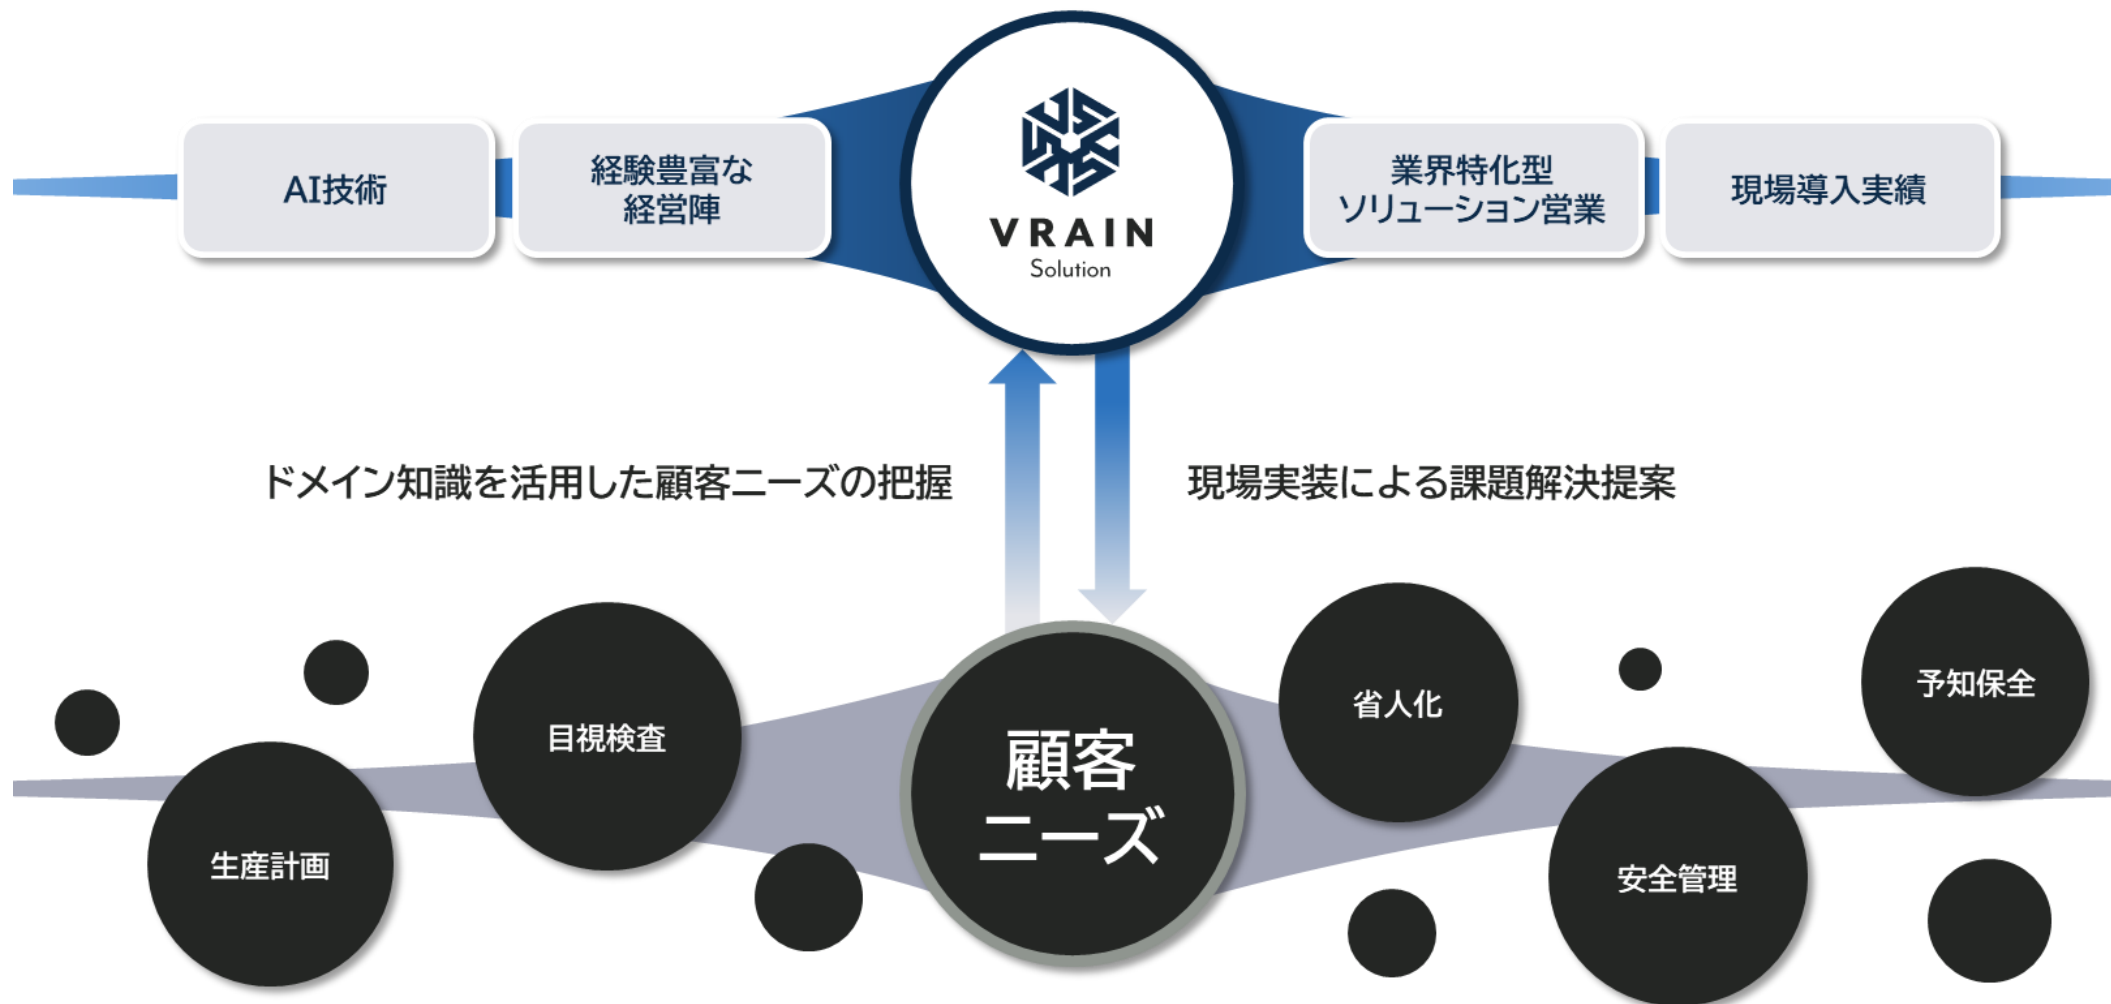 AI技術
経験豊富な
経営陣
VRAIN
Solution
業界特化型
ソリューション営業
現場導入実績
ドメイン知識を活用した顧客ニーズの把握
現場実装による課題解決提案
生産計画
目視検査
顧客
ニーズ
省人化
安全管理
予知保全